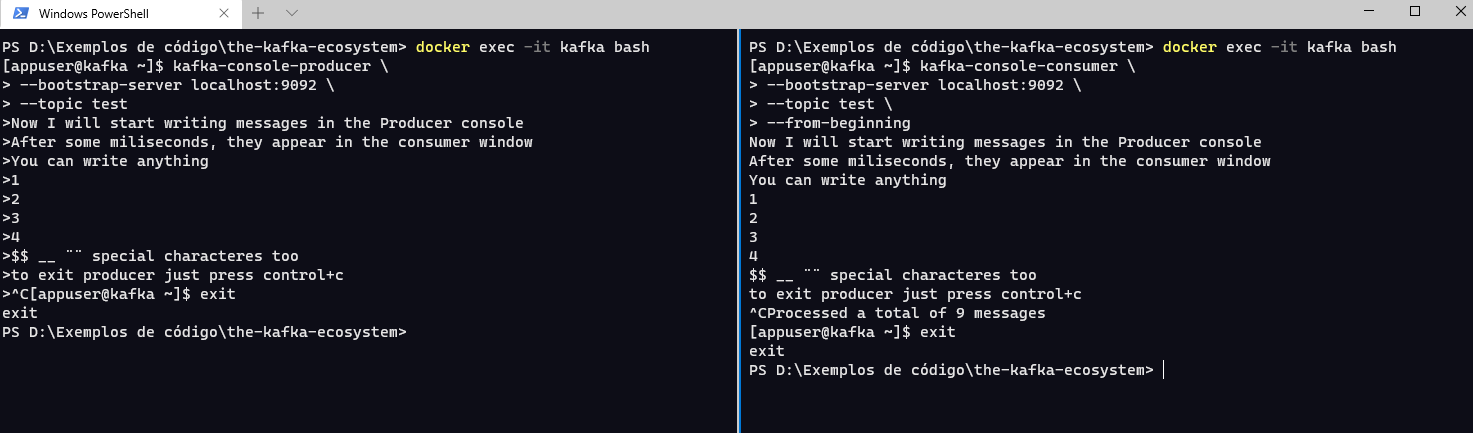 Windows PowerShell
PS D:\Exemplos de código\the-kafka-ecosystem> docker exec -it kafka bash
[appuser@kafka ~]$ kafka-console-producer \
> --bootstrap-server localhost:9092 \
> --topic test
>Now I will start writing messages in the Producer console
>After some miliseconds, they appear in the consumer window
>You can write anything
>1
>2
>3
>4
>$$ __ ¨¨ special characteres too
>to exit producer just press control+c
>^C[appuser@kafka ~]$ exit
exit
PS D:\Exemplos de código\the-kafka-ecosystem>
PS D:\Exemplos de código\the-kafka-ecosystem> docker exec -it kafka bash
[appuser@kafka ~]$ kafka-console-consumer \
> --bootstrap-server localhost:9092 \
> --topic test \
> --from-beginning
Now I will start writing messages in the Producer console
After some miliseconds, they appear in the consumer window
You can write anything
1
2
3
4
$$ __ ¨¨ special characteres too
to exit producer just press control+c
^CProcessed a total of 9 messages
[appuser@kafka ~]$ exit
exit
PS D:\Exemplos de código\the-kafka-ecosystem>